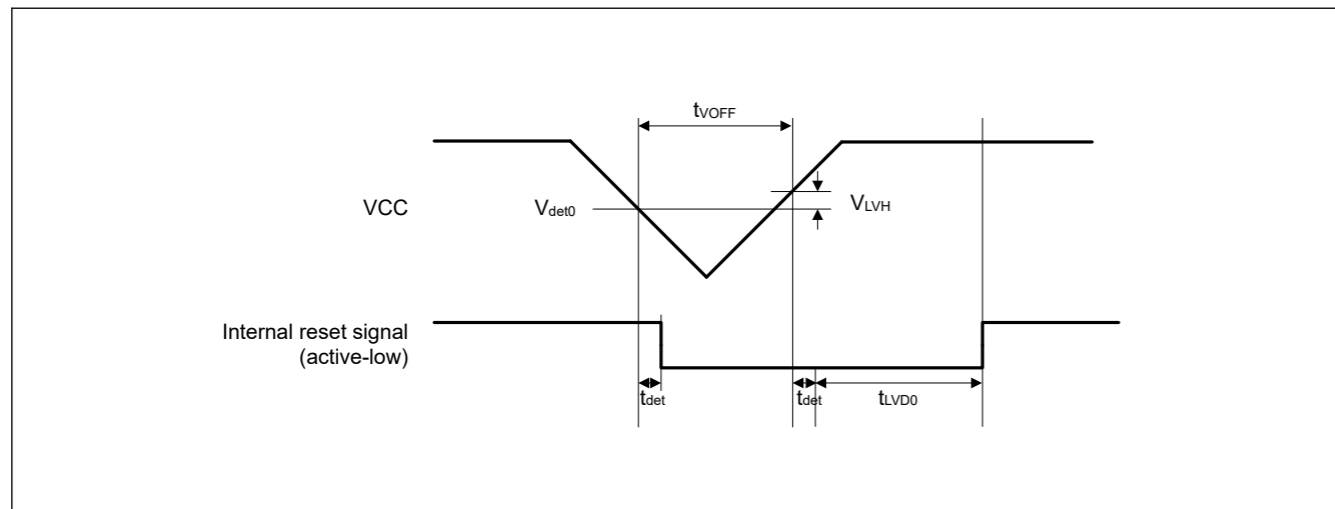 tVOFF
VCC
Vdet0
VLVH
Internal reset signal
(active-low)
tdet
tdet
tLVD0